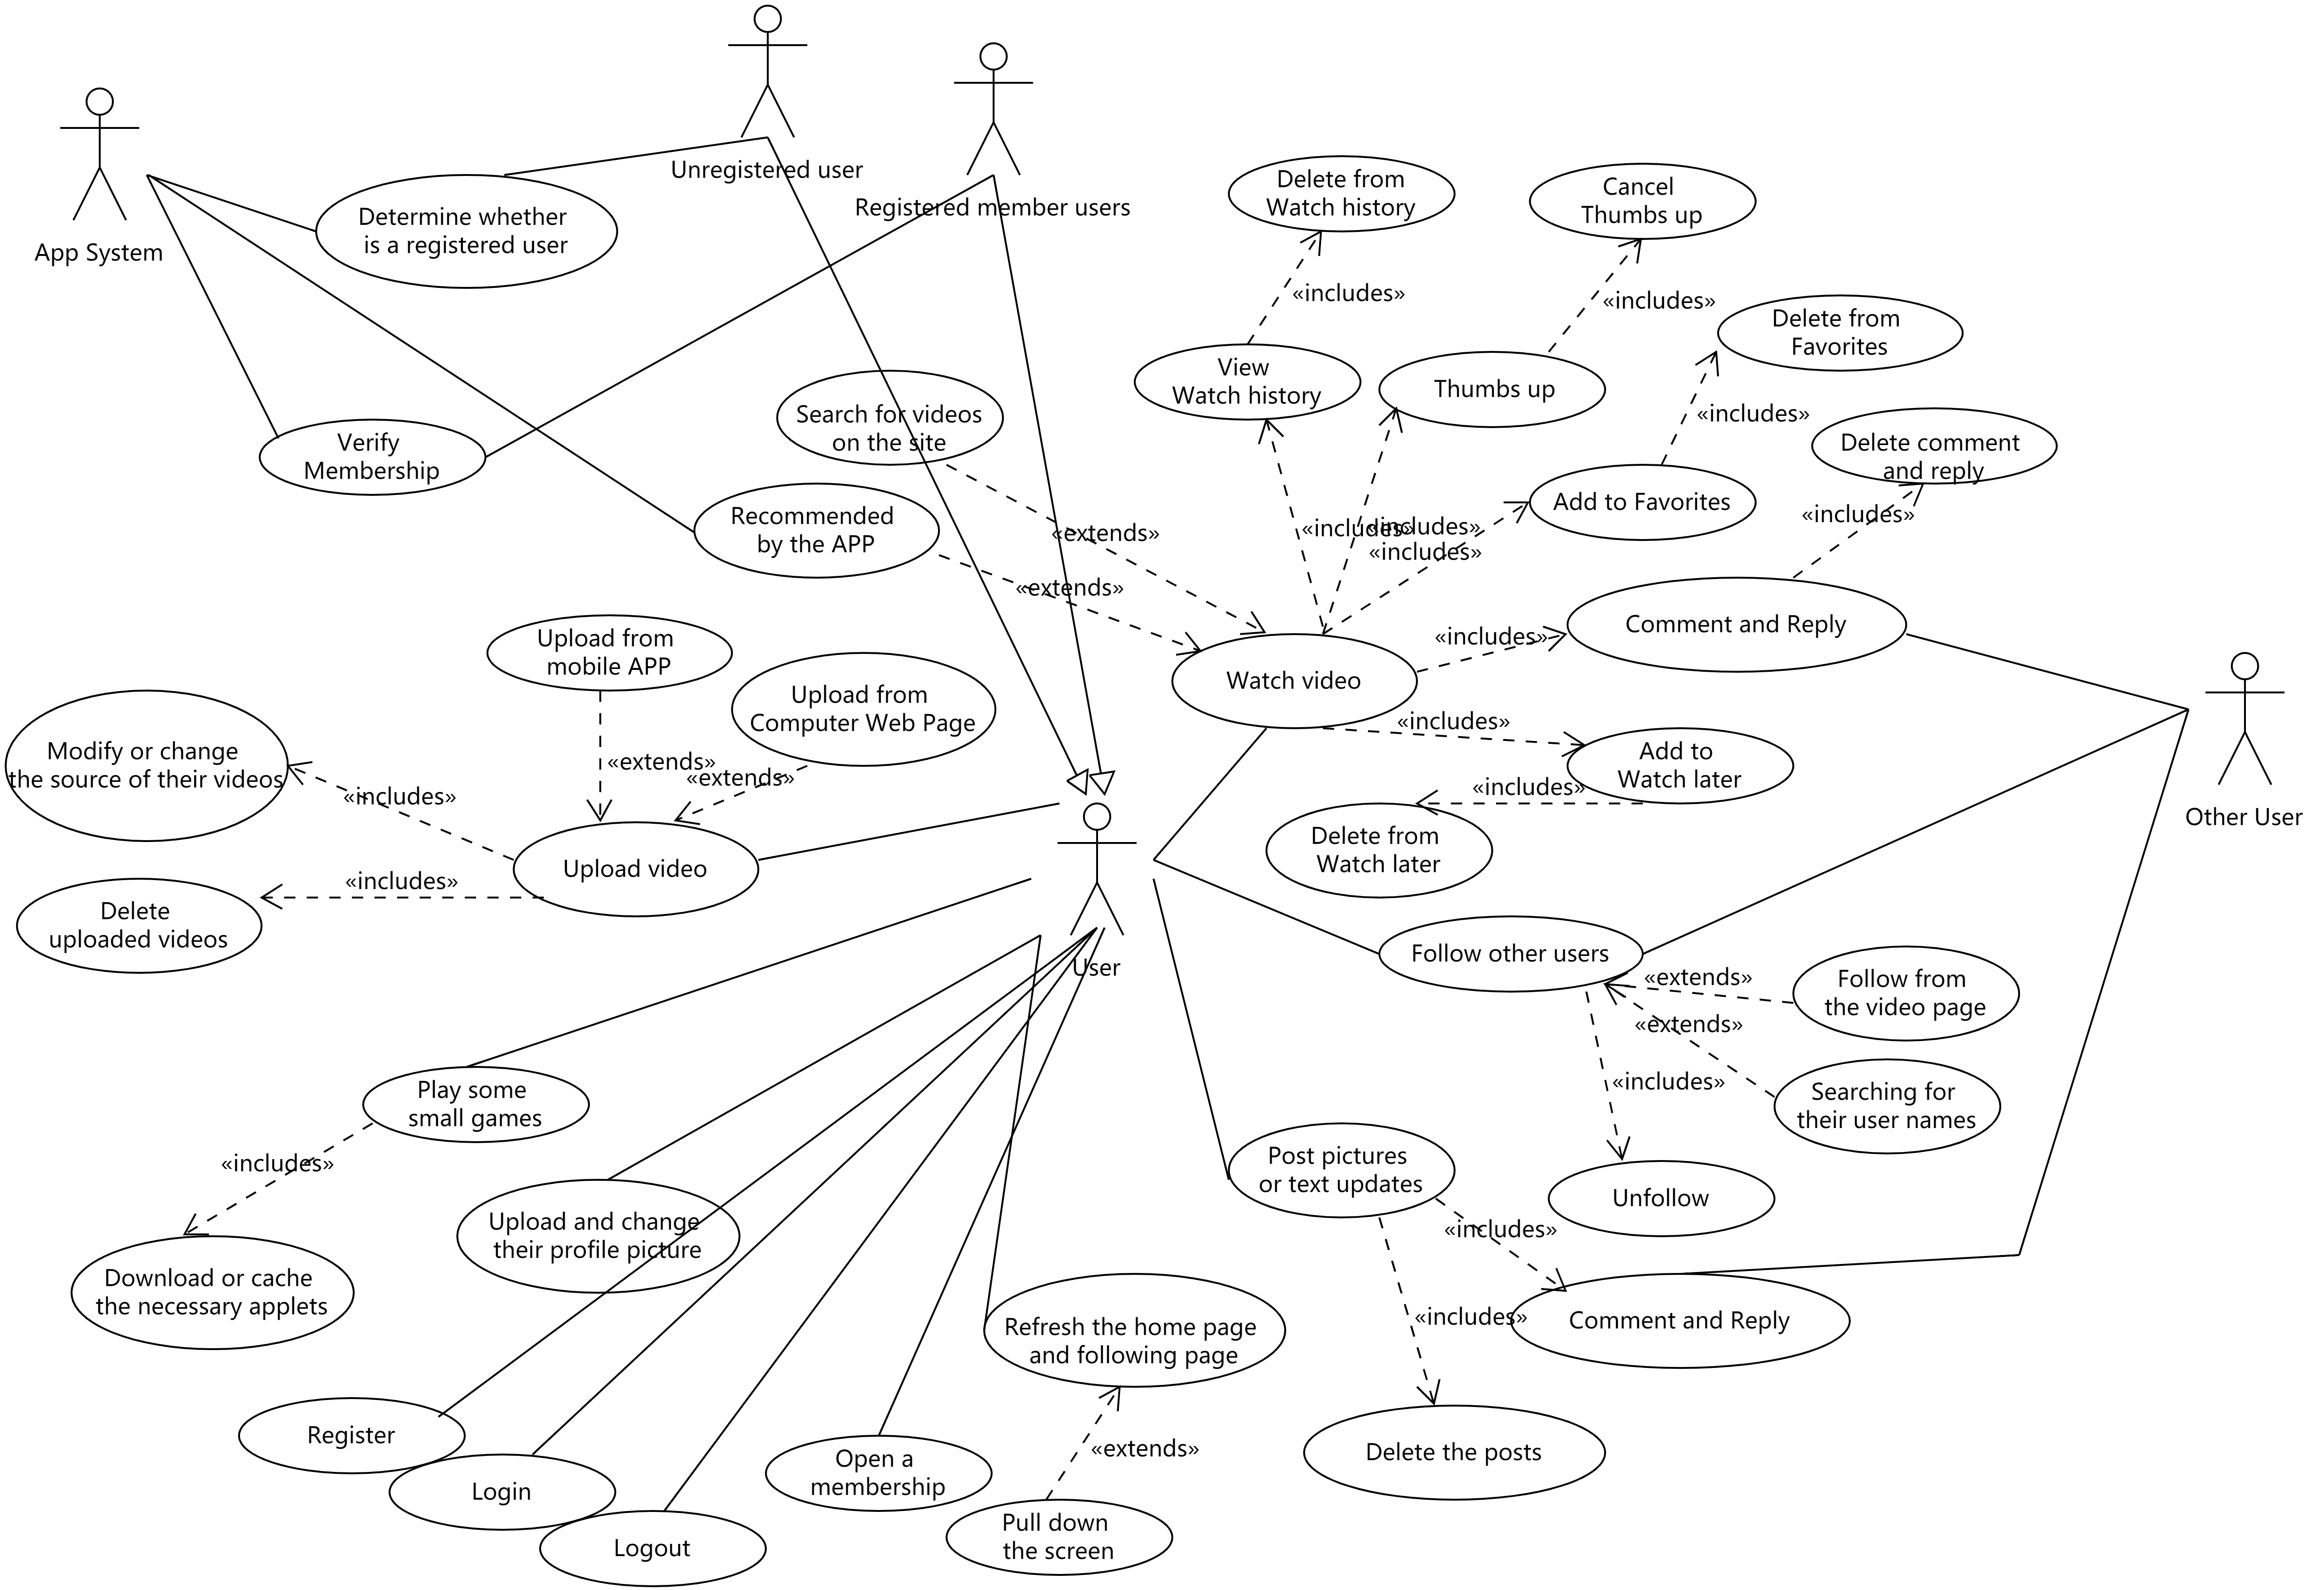 Unregistered user
Registered member users
App System
Determine whether
is a registered user
Delete from
Watch history
Cancel
Thumbs up
«includes»
«includes»
Delete from
Favorites
View
Watch history
Thumbs up
«includes»
Search for videos
on the site
Verify
Membership
Delete comment
and reply
Add to Favorites
«includes»
Recommended
by the APP
«extends»
«includes»
«includes»
«includes»
«extends»
Comment and Reply
«includes»
Upload from
mobile APP
Watch video
Upload from
Computer Web Page
«includes»
Modify or change
the source of their videos
«extends»
«extends»
«includes»
Add to
Watch later
«includes»
Other User
Delete from
Watch later
Upload video
«includes»
Delete
uploaded videos
User
Follow other users
«extends»
Follow from
the video page
«extends»
«includes»
Searching for
their user names
Play some
small games
«includes»
Post pictures
or text updates
Unfollow
Upload and change
their profile picture
«includes»
Download or cache
the necessary applets
Refresh the home page
and following page
«includes»
Comment and Reply
Register
«extends»
Delete the posts
Open a
membership
Login
Pull down
the screen
Logout